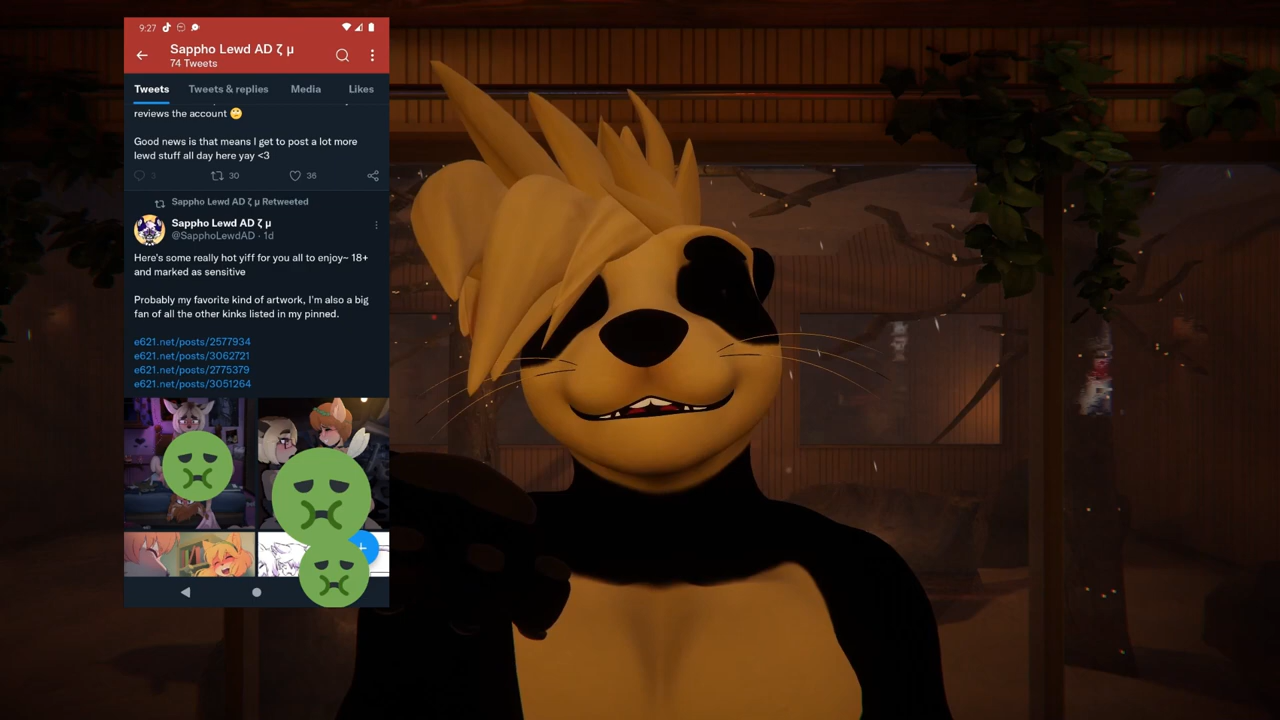 9:27
Sappho Lewd AD ζ μ
74 Tweets
Tweets
Tweets & replies
Media
Likes
reviews the account 🙄
Good news is that means I get to post a lot more
lewd stuff all day here yay <3
3
30
36
Sappho Lewd AD ζ μ Retweeted
Sappho Lewd AD ζ μ
@SapphoLewdAD · 1d
Here's some really hot yiff for you all to enjoy~ 18+
and marked as sensitive
Probably my favorite kind of artwork, I'm also a big
fan of all the other kinks listed in my pinned.
e621.net/posts/2577934
e621.net/posts/3062721
e621.net/posts/2775379
e621.net/posts/3051264